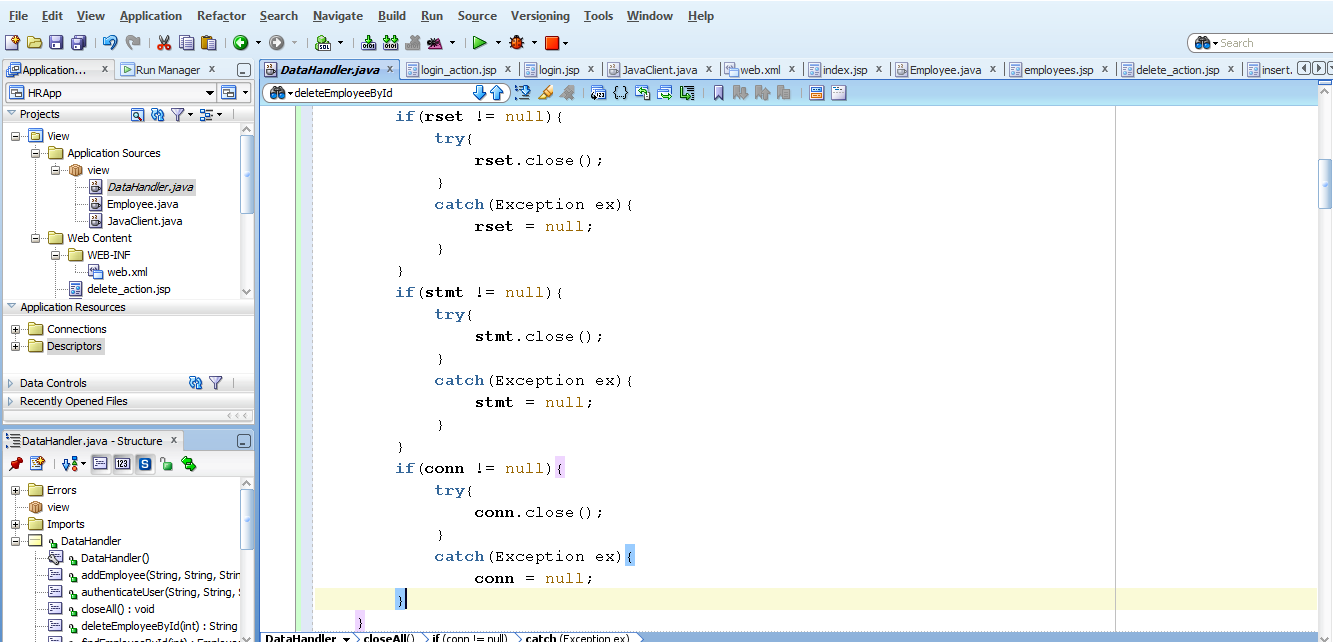 File Edit View Application Refactor Search Navigate Build Run Source Versioning Tools Window Help
Search
Application... x Run Manager x
DataHandler.java x login_action.jsp x login.jsp x JavaClient.java x web.xml x index.jsp x Employee.java x employees.jsp x delete_action.jsp x insert.
HRApp
deleteEmployeeById
Projects
View
Application Sources
view
DataHandler.java
Employee.java
JavaClient.java
Web Content
WEB-INF
web.xml
delete_action.jsp
Application Resources
Connections
Descriptors
Data Controls
Recently Opened Files
DataHandler.java - Structure x
Errors
view
Imports
DataHandler
DataHandler()
addEmployee(String, String, Strin
authenticateUser(String, String,
closeAll() : void
deleteEmployeeById(int) : String
if(rset != null){
try{
rset.close();
}
catch(Exception ex){
rset = null;
}
}
if(stmt != null){
try{
stmt.close();
}
catch(Exception ex){
stmt = null;
}
}
if(conn != null){
try{
conn.close();
}
catch(Exception ex){
conn = null;
}
}
DataHandler closeAll() if (conn != null) catch (Exception ex)